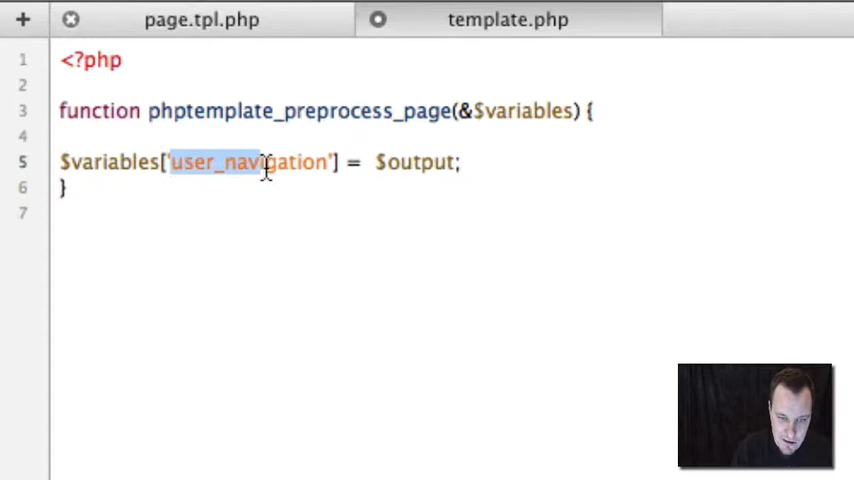 + page.tpl.php template.php
1 <?php
2
3 function phptemplate_preprocess_page(&$variables) {
4
5 $variables['user_navigation'] = $output;
6 }
7